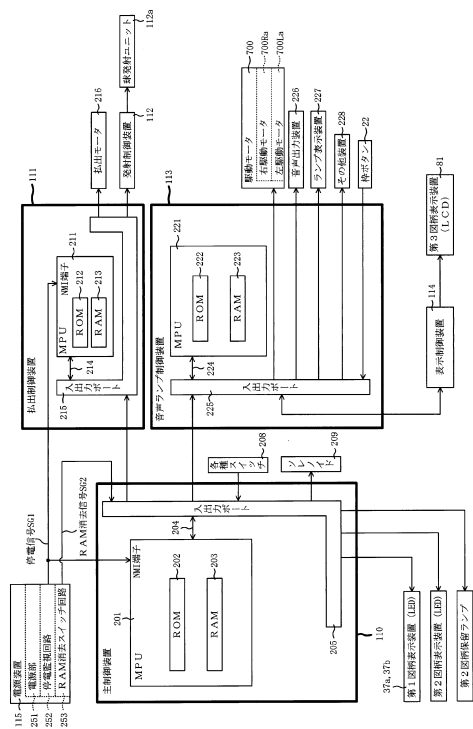 115
電源装置
251
電源部
252
停電監視回路
253
RAM消去スイッチ回路
停電信号SG1
RAM消去信号SG2
払出制御装置
111
215
入出力ポート
214
MPU
NMI端子
211
ROM
212
RAM
213
払出モータ
216
発射制御装置
112
球発射ユニット
112a
主制御装置
110
201
MPU
NMI端子
ROM
202
RAM
203
204
入出力ポート
205
各種スイッチ
208
ソレノイド
209
音声ランプ制御装置
113
225
入出力ポート
224
MPU
221
ROM
222
RAM
223
駆動モータ
700
右駆動モータ
700Ra
左駆動モータ
700La
音声出力装置
226
ランプ表示装置
227
その他装置
228
枠ボタン
22
表示制御装置
114
第3図柄表示装置
(LCD)
81
37a, 37b
第1図柄表示装置(LED)
第2図柄表示装置(LED)
第2図柄保留ランプ